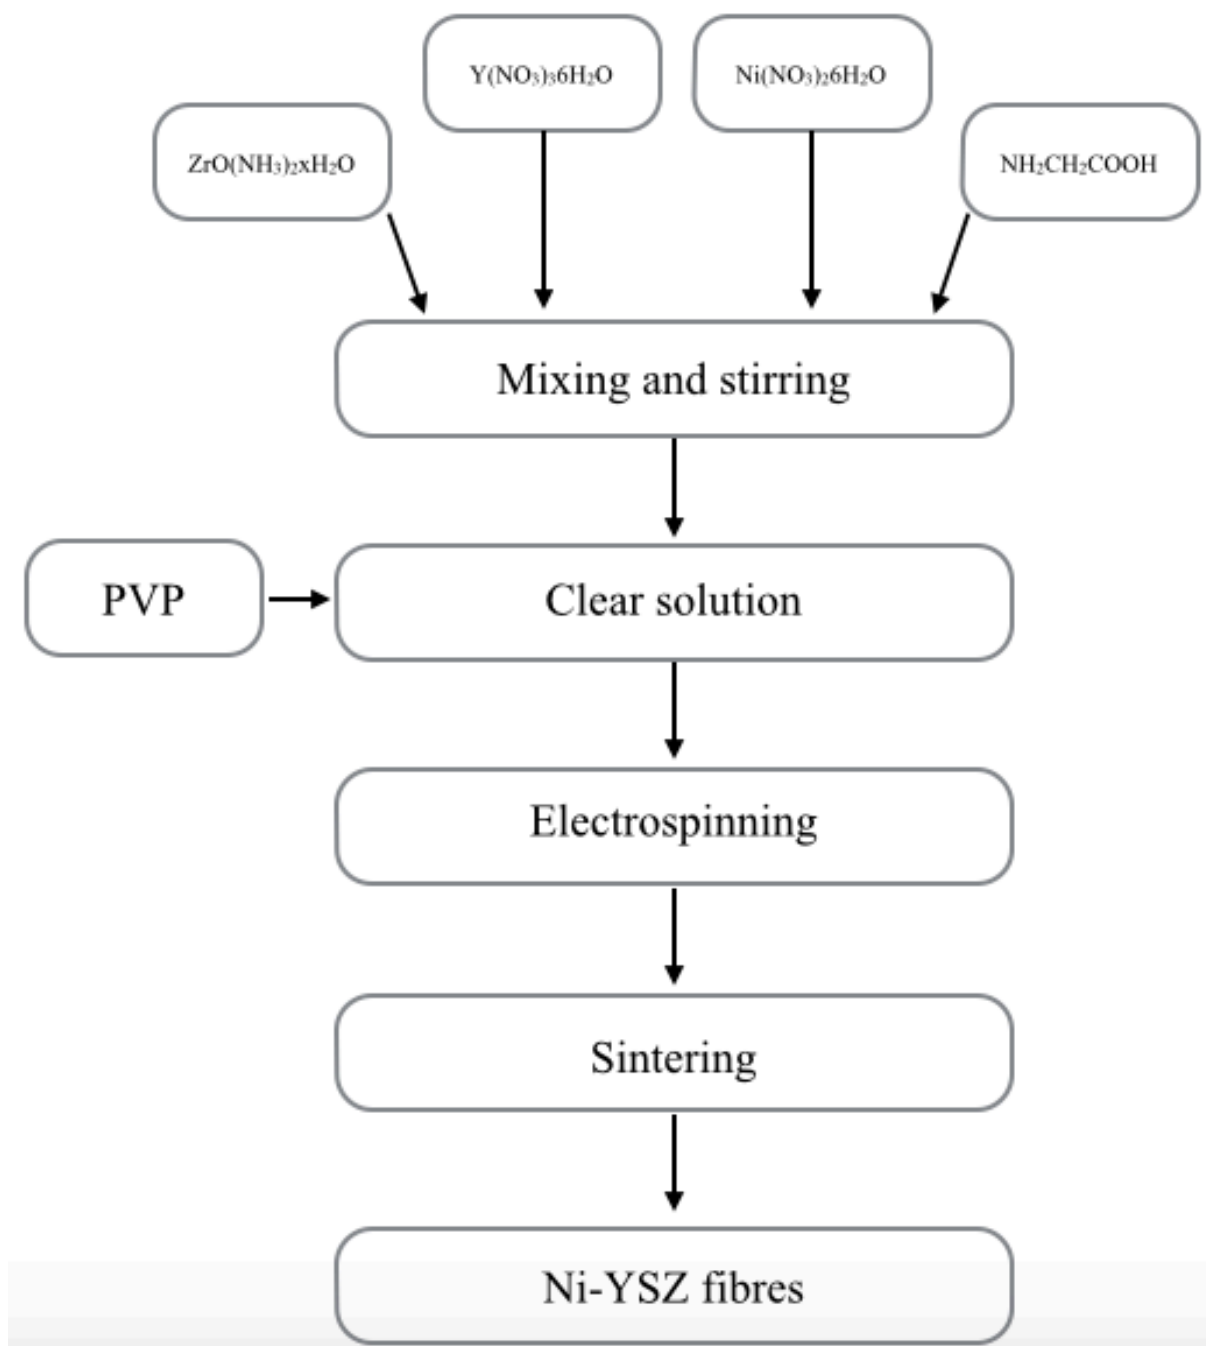 Y(NO₃)₃6H₂O
Ni(NO₃)₂6H₂O
ZrO(NH₃)₂xH₂O
NH₂CH₂COOH
Mixing and stirring
PVP
Clear solution
Electrospinning
Sintering
Ni-YSZ fibres